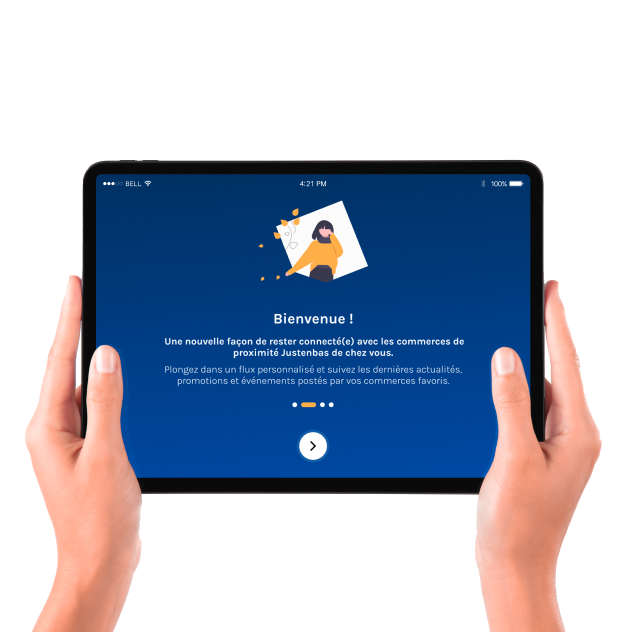 BELL 4:21 PM 100%
Bienvenue !
Une nouvelle façon de rester connecté(e) avec les commerces de
proximité Justenbas de chez vous.
Plongez dans un flux personnalisé et suivez les dernières actualités,
promotions et événements postés par vos commerces favoris.